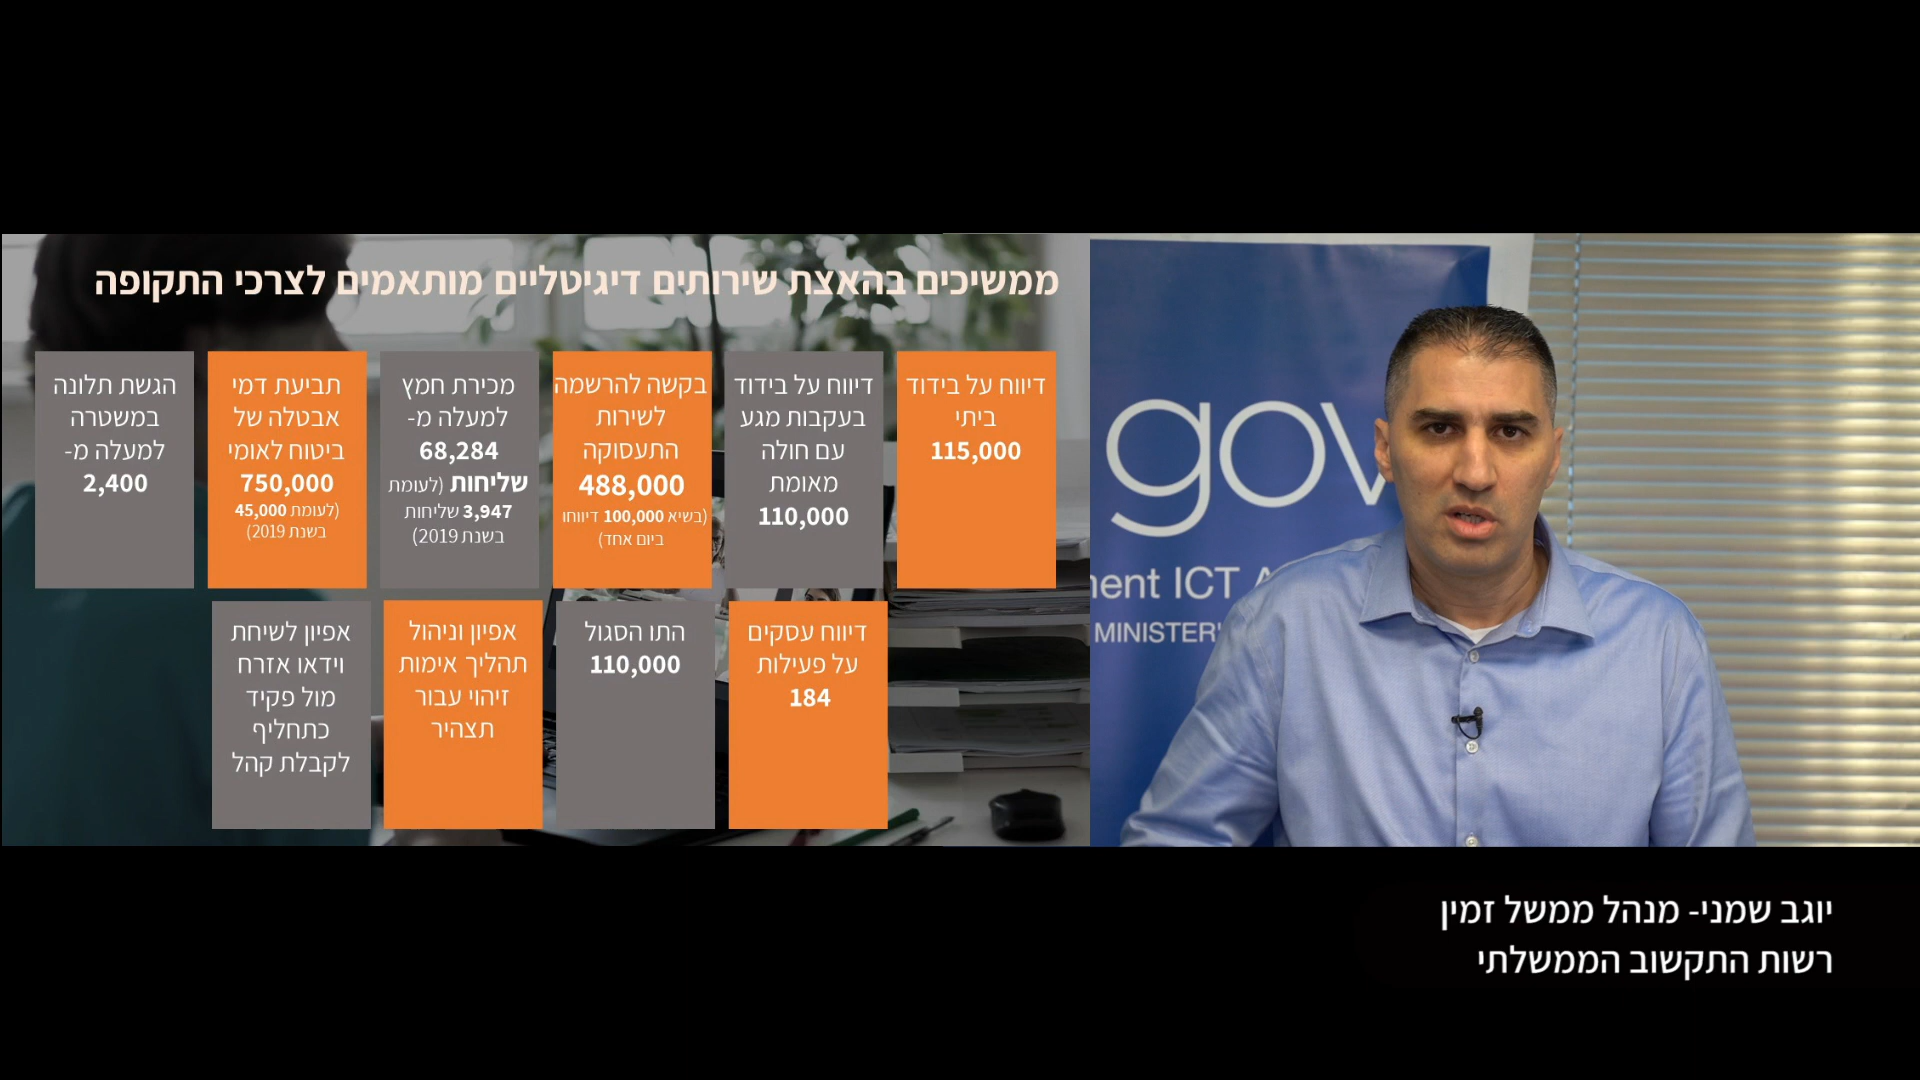 ממשיכים בהאצת שירותים דיגיטליים מותאמים לצרכי התקופה
דיווח על בידוד
ביתי
115,000
דיווח על בידוד
בעקבות מגע
עם חולה
מאומת
110,000
בקשה להרשמה
לשירות
התעסוקה
488,000
(בשיא 100,000 דיווחו
ביום אחד)
מכירת חמץ
למעלה מ-
68,284
שליחות (לעומת
3,947 שליחות
בשנת 2019)
תביעת דמי
אבטלה של
ביטוח לאומי
750,000
(לעומת 45,000
בשנת 2019)
הגשת תלונה
במשטרה
למעלה מ-
2,400
דיווח עסקים
על פעילות
184
התו הסגול
110,000
אפיון וניהול
תהליך אימות
זיהוי עבור
תצהיר
אפיון לשיחת
וידאו אזרח
מול פקיד
כתחליף
לקבלת קהל
gov
ent ICT A
MINISTER'
יוגב שמני- מנהל ממשל זמין
רשות התקשוב הממשלתי